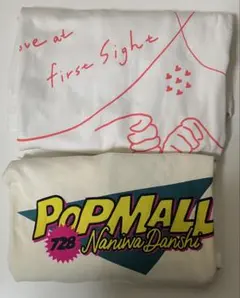 ove at
first Sight
POPMALL
728
Naniwa Danshi